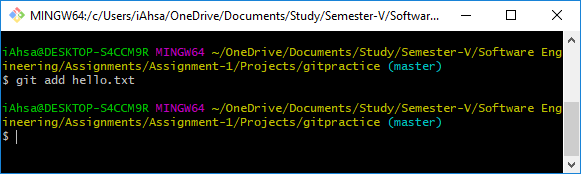 MINGW64:/c/Users/iAhsa/OneDrive/Documents/Study/Semester-V/Softwar...
iAhsa@DESKTOP-S4CCM9R MINGW64 ~/OneDrive/Documents/Study/Semester-V/Software Eng
ineering/Assignments/Assignment-1/Projects/gitpractice (master)
$ git add hello.txt
iAhsa@DESKTOP-S4CCM9R MINGW64 ~/OneDrive/Documents/Study/Semester-V/Software Eng
ineering/Assignments/Assignment-1/Projects/gitpractice (master)
$